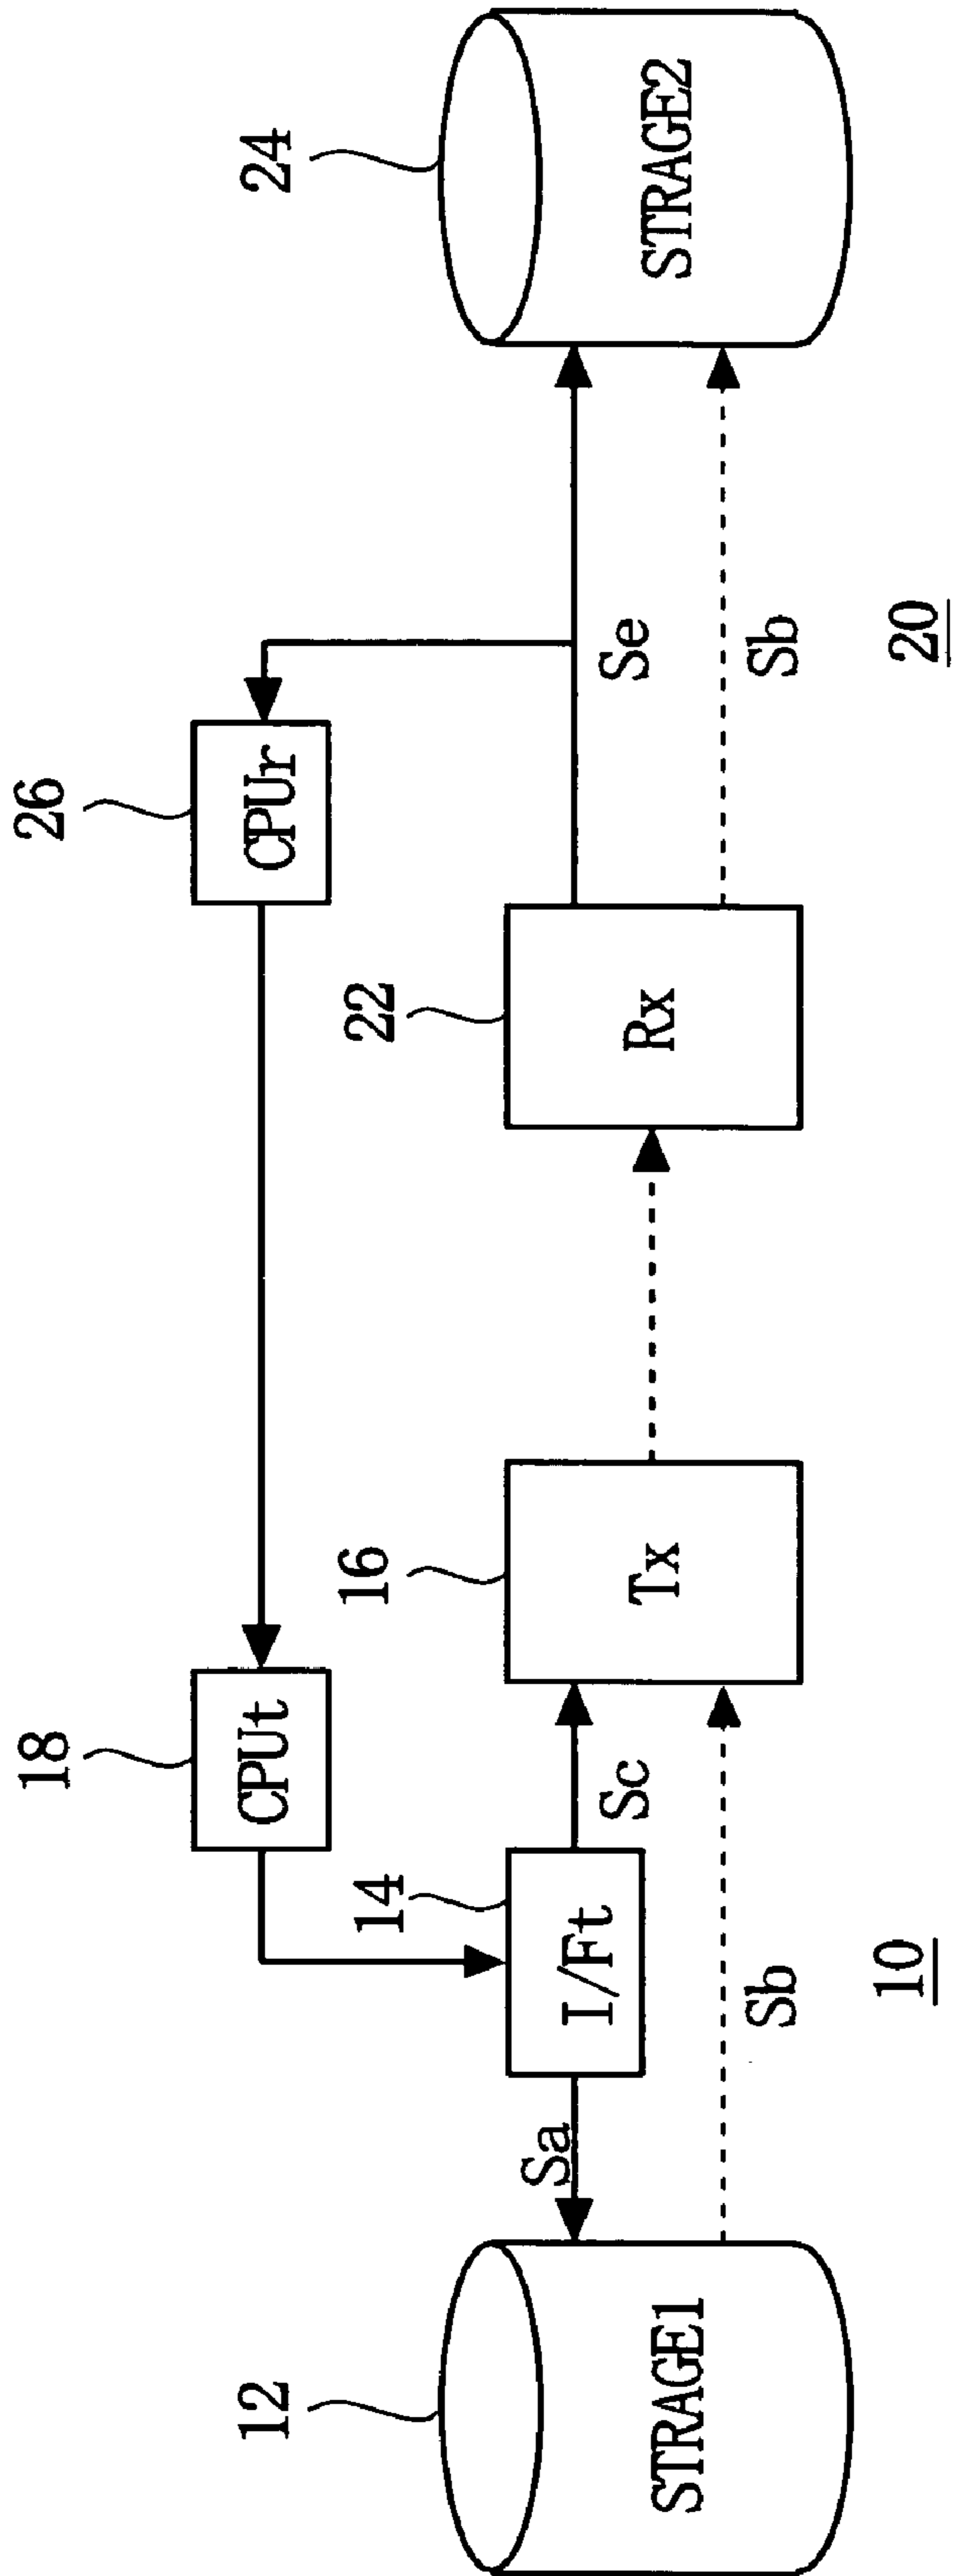 26
18
CPUr
CPUt
24
22
16
14
12
STRAGE2
Rx
Tx
I/Ft
STRAGE1
Se
Sc
Sa
Sb
Sb
20
10